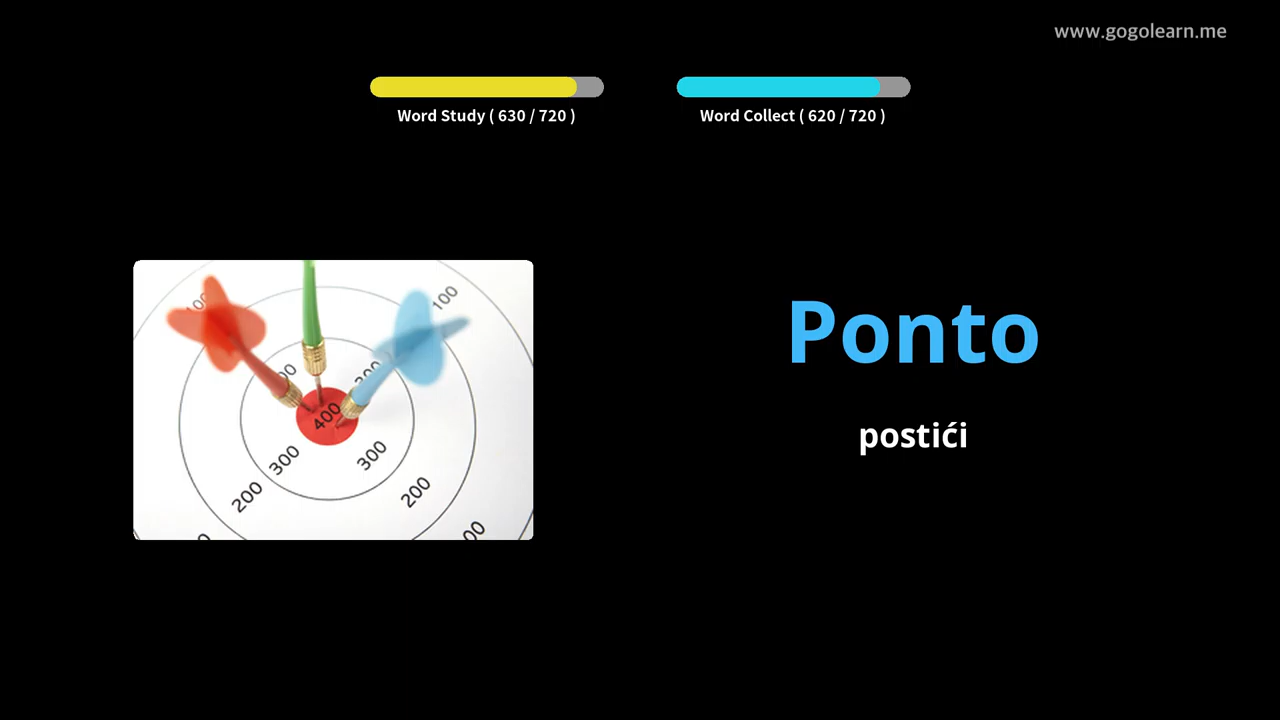 www.gogolearn.me
Word Study ( 630 / 720 )
Word Collect ( 620 / 720 )
Ponto
postići
100
100
400
300
300
200
200